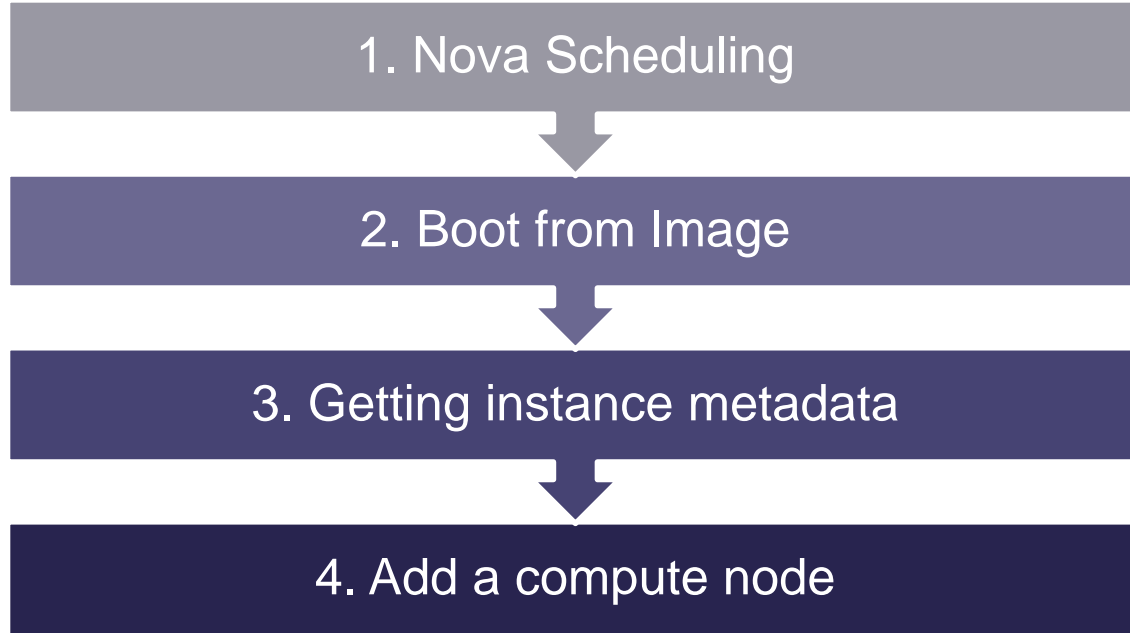 1. Nova Scheduling
2. Boot from Image
3. Getting instance metadata
4. Add a compute node